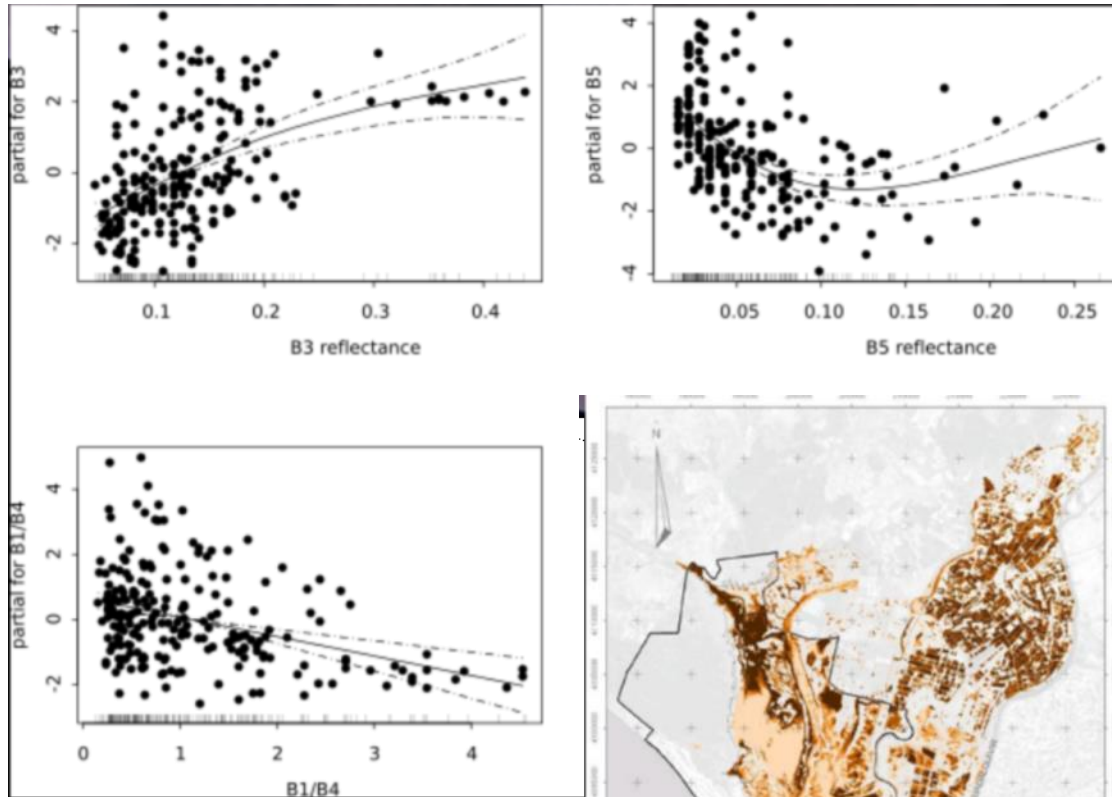 4
2
0
-2
partial for B3
0.1 0.2 0.3 0.4
B3 reflectance
4
2
0
-2
-4
partial for B5
0.05 0.10 0.15 0.20 0.25
B5 reflectance
4
2
0
-2
partial for B1/B4
0 1 2 3 4
B1/B4
N